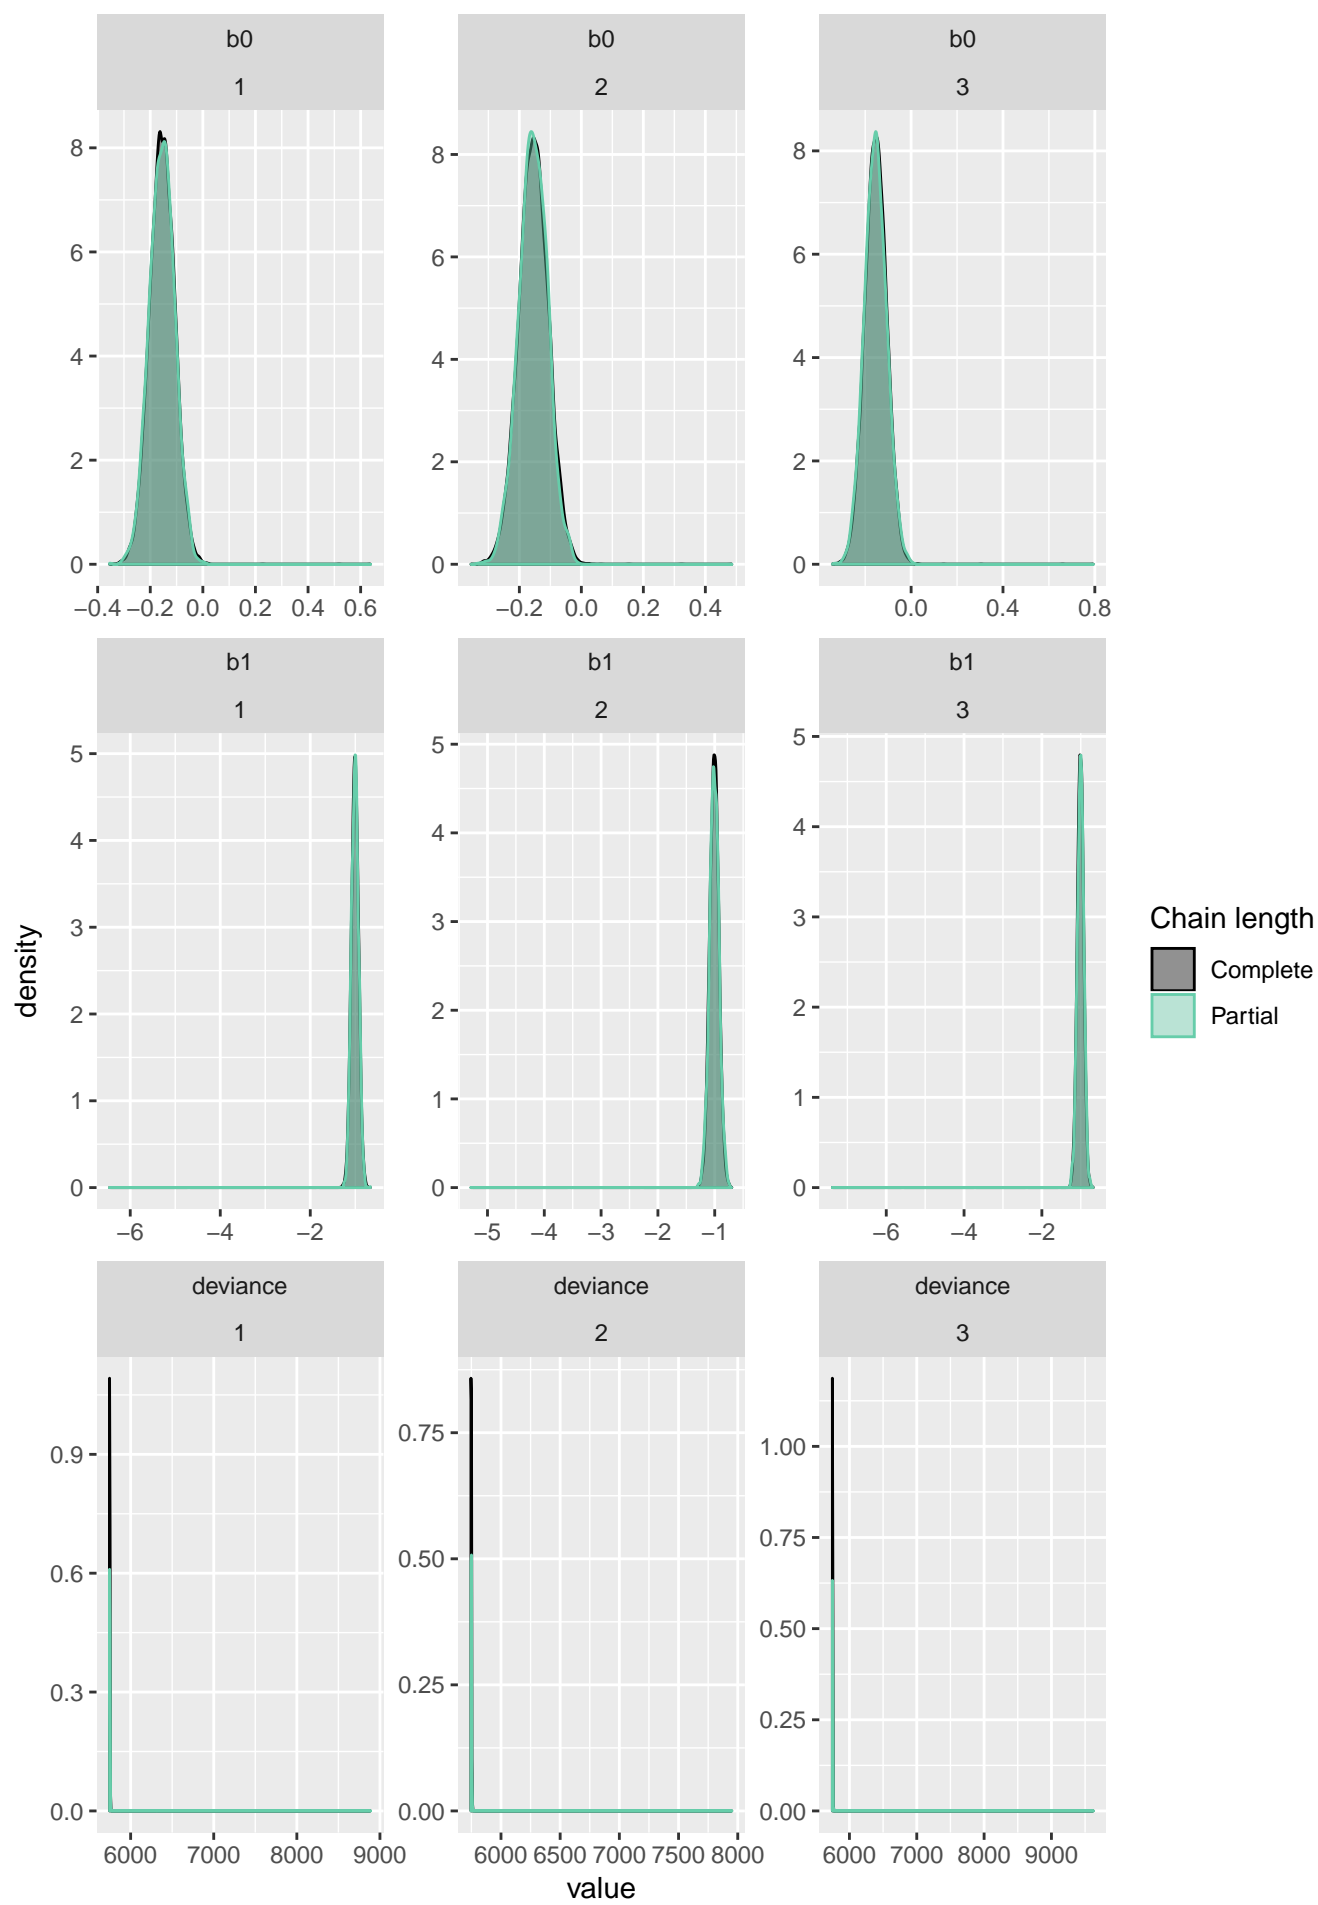 b0 b0 b0
1 2 3
8 8 8
6 6 6
4 4 4
2 2 2
0 0 0
−0.4 −0.2 0.0 0.2 0.4 0.6 −0.2 0.0 0.2 0.4 0.0 0.4 0.8
b1 b1 b1
1 2 3
5 5 5
4 4 4
3 3 3
2 2 2
1 1 1
0 0 0
−6 −4 −2 −5 −4 −3 −2 −1 −6 −4 −2
deviance deviance deviance
1 2 3
0.9 0.75 1.00
0.6 0.50 0.75
0.3 0.25 0.50
0.0 0.00 0.25
0.00
6000 7000 8000 9000 6000 6500 7000 7500 8000 6000 7000 8000 9000
value
density
Chain length
Complete
Partial